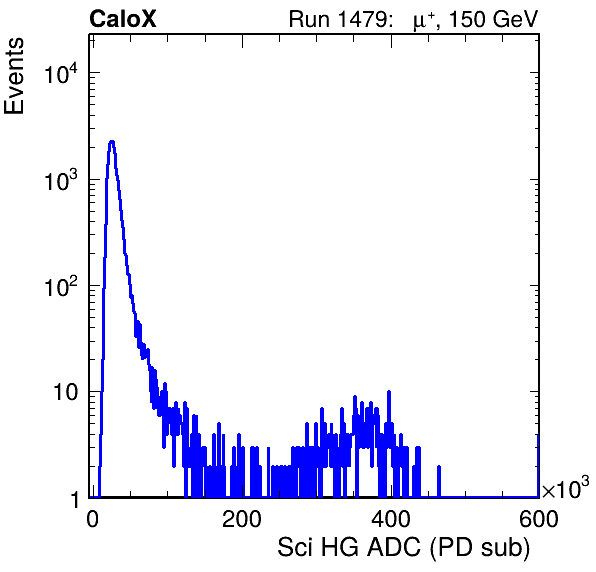 CaloX Run 1479: μ⁺, 150 GeV
Events
10⁴
10³
10²
10
1
0 200 400 600
×10³
Sci HG ADC (PD sub)